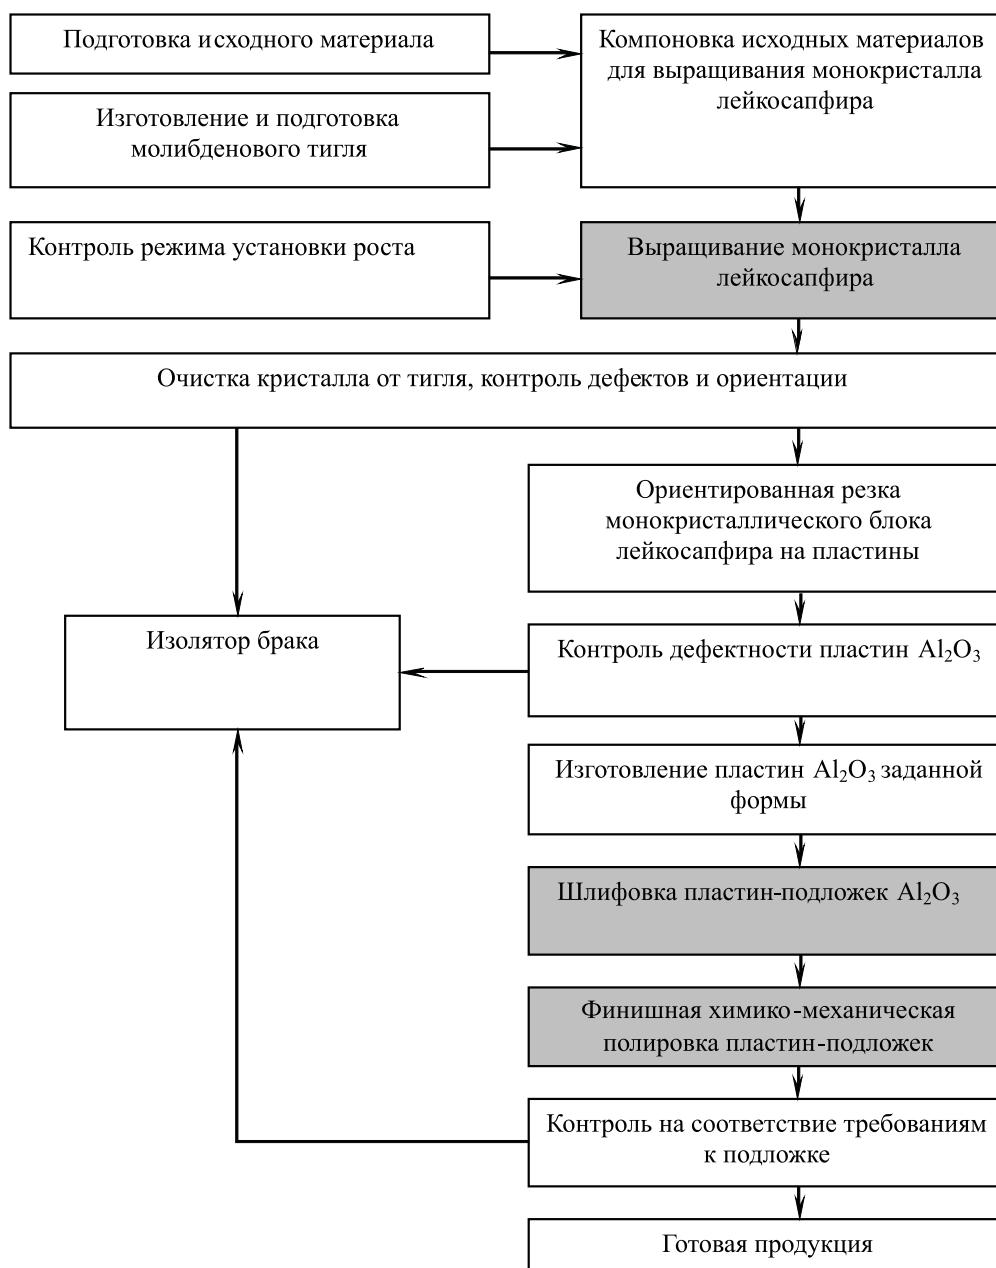 Подготовка исходного материала
Компоновка исходных материалов
для выращивания монокристалла
лейкосапфира
Изготовление и подготовка
молибденового тигля
Контроль режима установки роста
Выращивание монокристалла
лейкосапфира
Очистка кристалла от тигля, контроль дефектов и ориентации
Ориентированная резка
монокристаллического блока
лейкосапфира на пластины
Изолятор брака
Контроль дефектности пластин Al₂O₃
Изготовление пластин Al₂O₃ заданной
формы
Шлифовка пластин-подложек Al₂O₃
Финишная химико-механическая
полировка пластин-подложек
Контроль на соответствие требованиям
к подложке
Готовая продукция